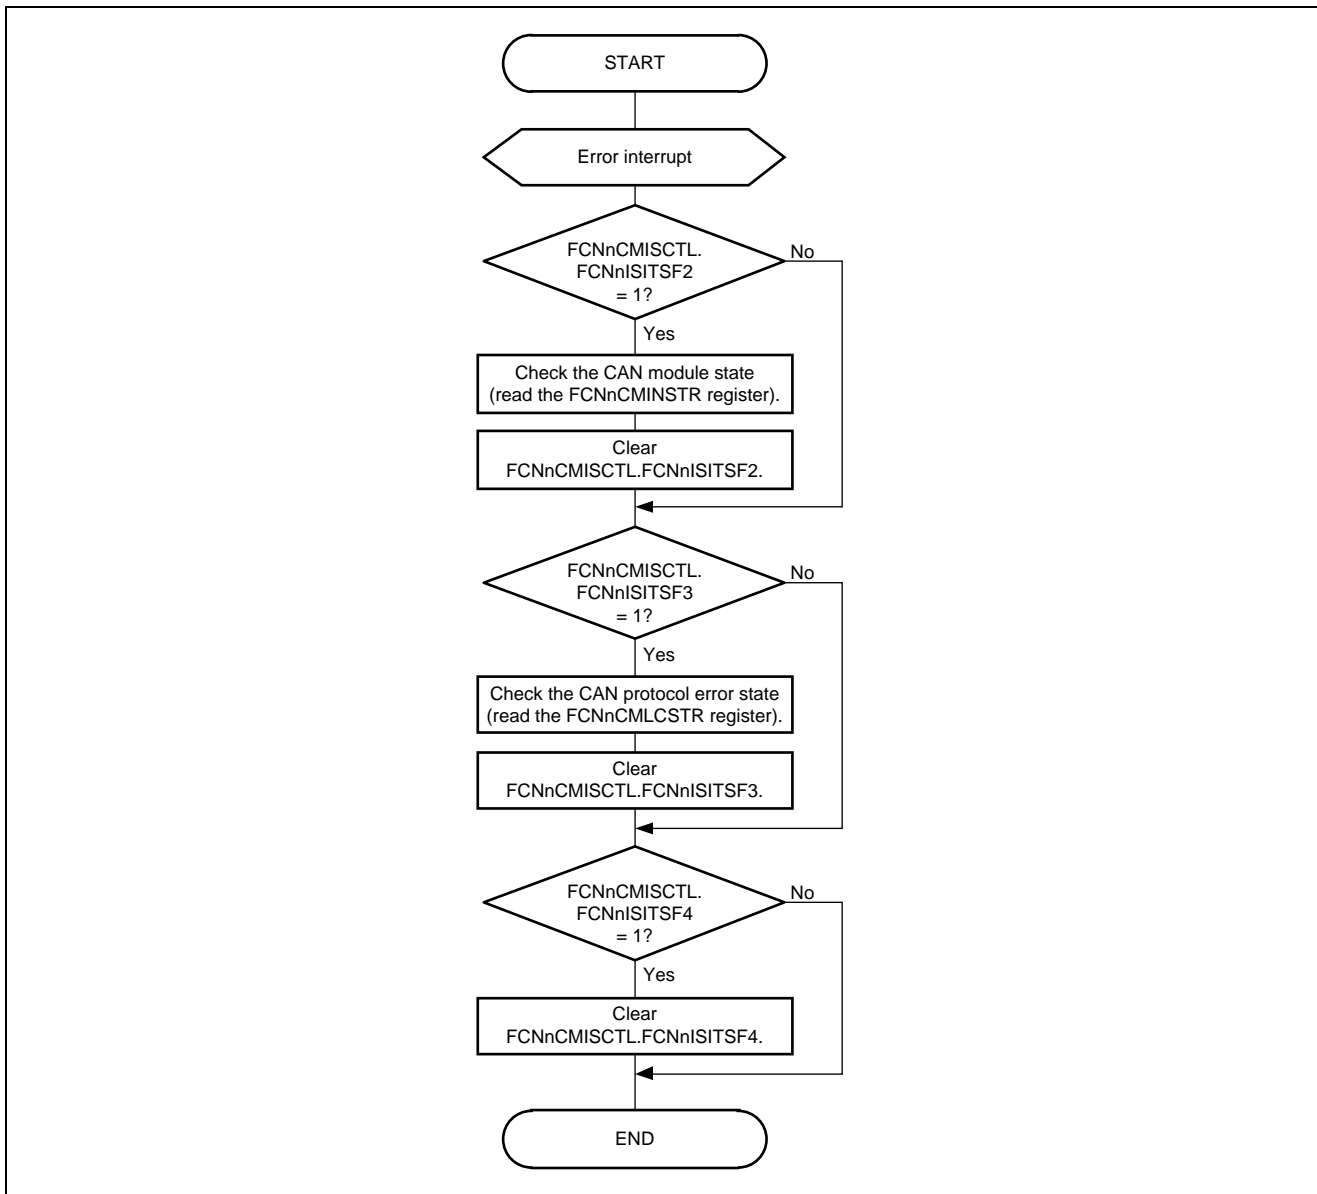 START
Error interrupt
FCNnCMISCTL.
FCNnISITSF2
= 1?
No
Yes
Check the CAN module state
(read the FCNnCMINSTR register).
Clear
FCNnCMISCTL.FCNnISITSF2.
FCNnCMISCTL.
FCNnISITSF3
= 1?
No
Yes
Check the CAN protocol error state
(read the FCNnCMLCSTR register).
Clear
FCNnCMISCTL.FCNnISITSF3.
FCNnCMISCTL.
FCNnISITSF4
= 1?
No
Yes
Clear
FCNnCMISCTL.FCNnISITSF4.
END